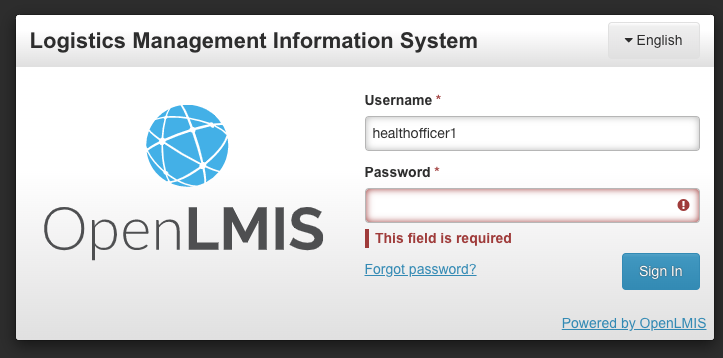 Logistics Management Information System
English
Username *
healthofficer1
Password *
This field is required
Forgot password?
Sign In
OpenLMIS
Powered by OpenLMIS